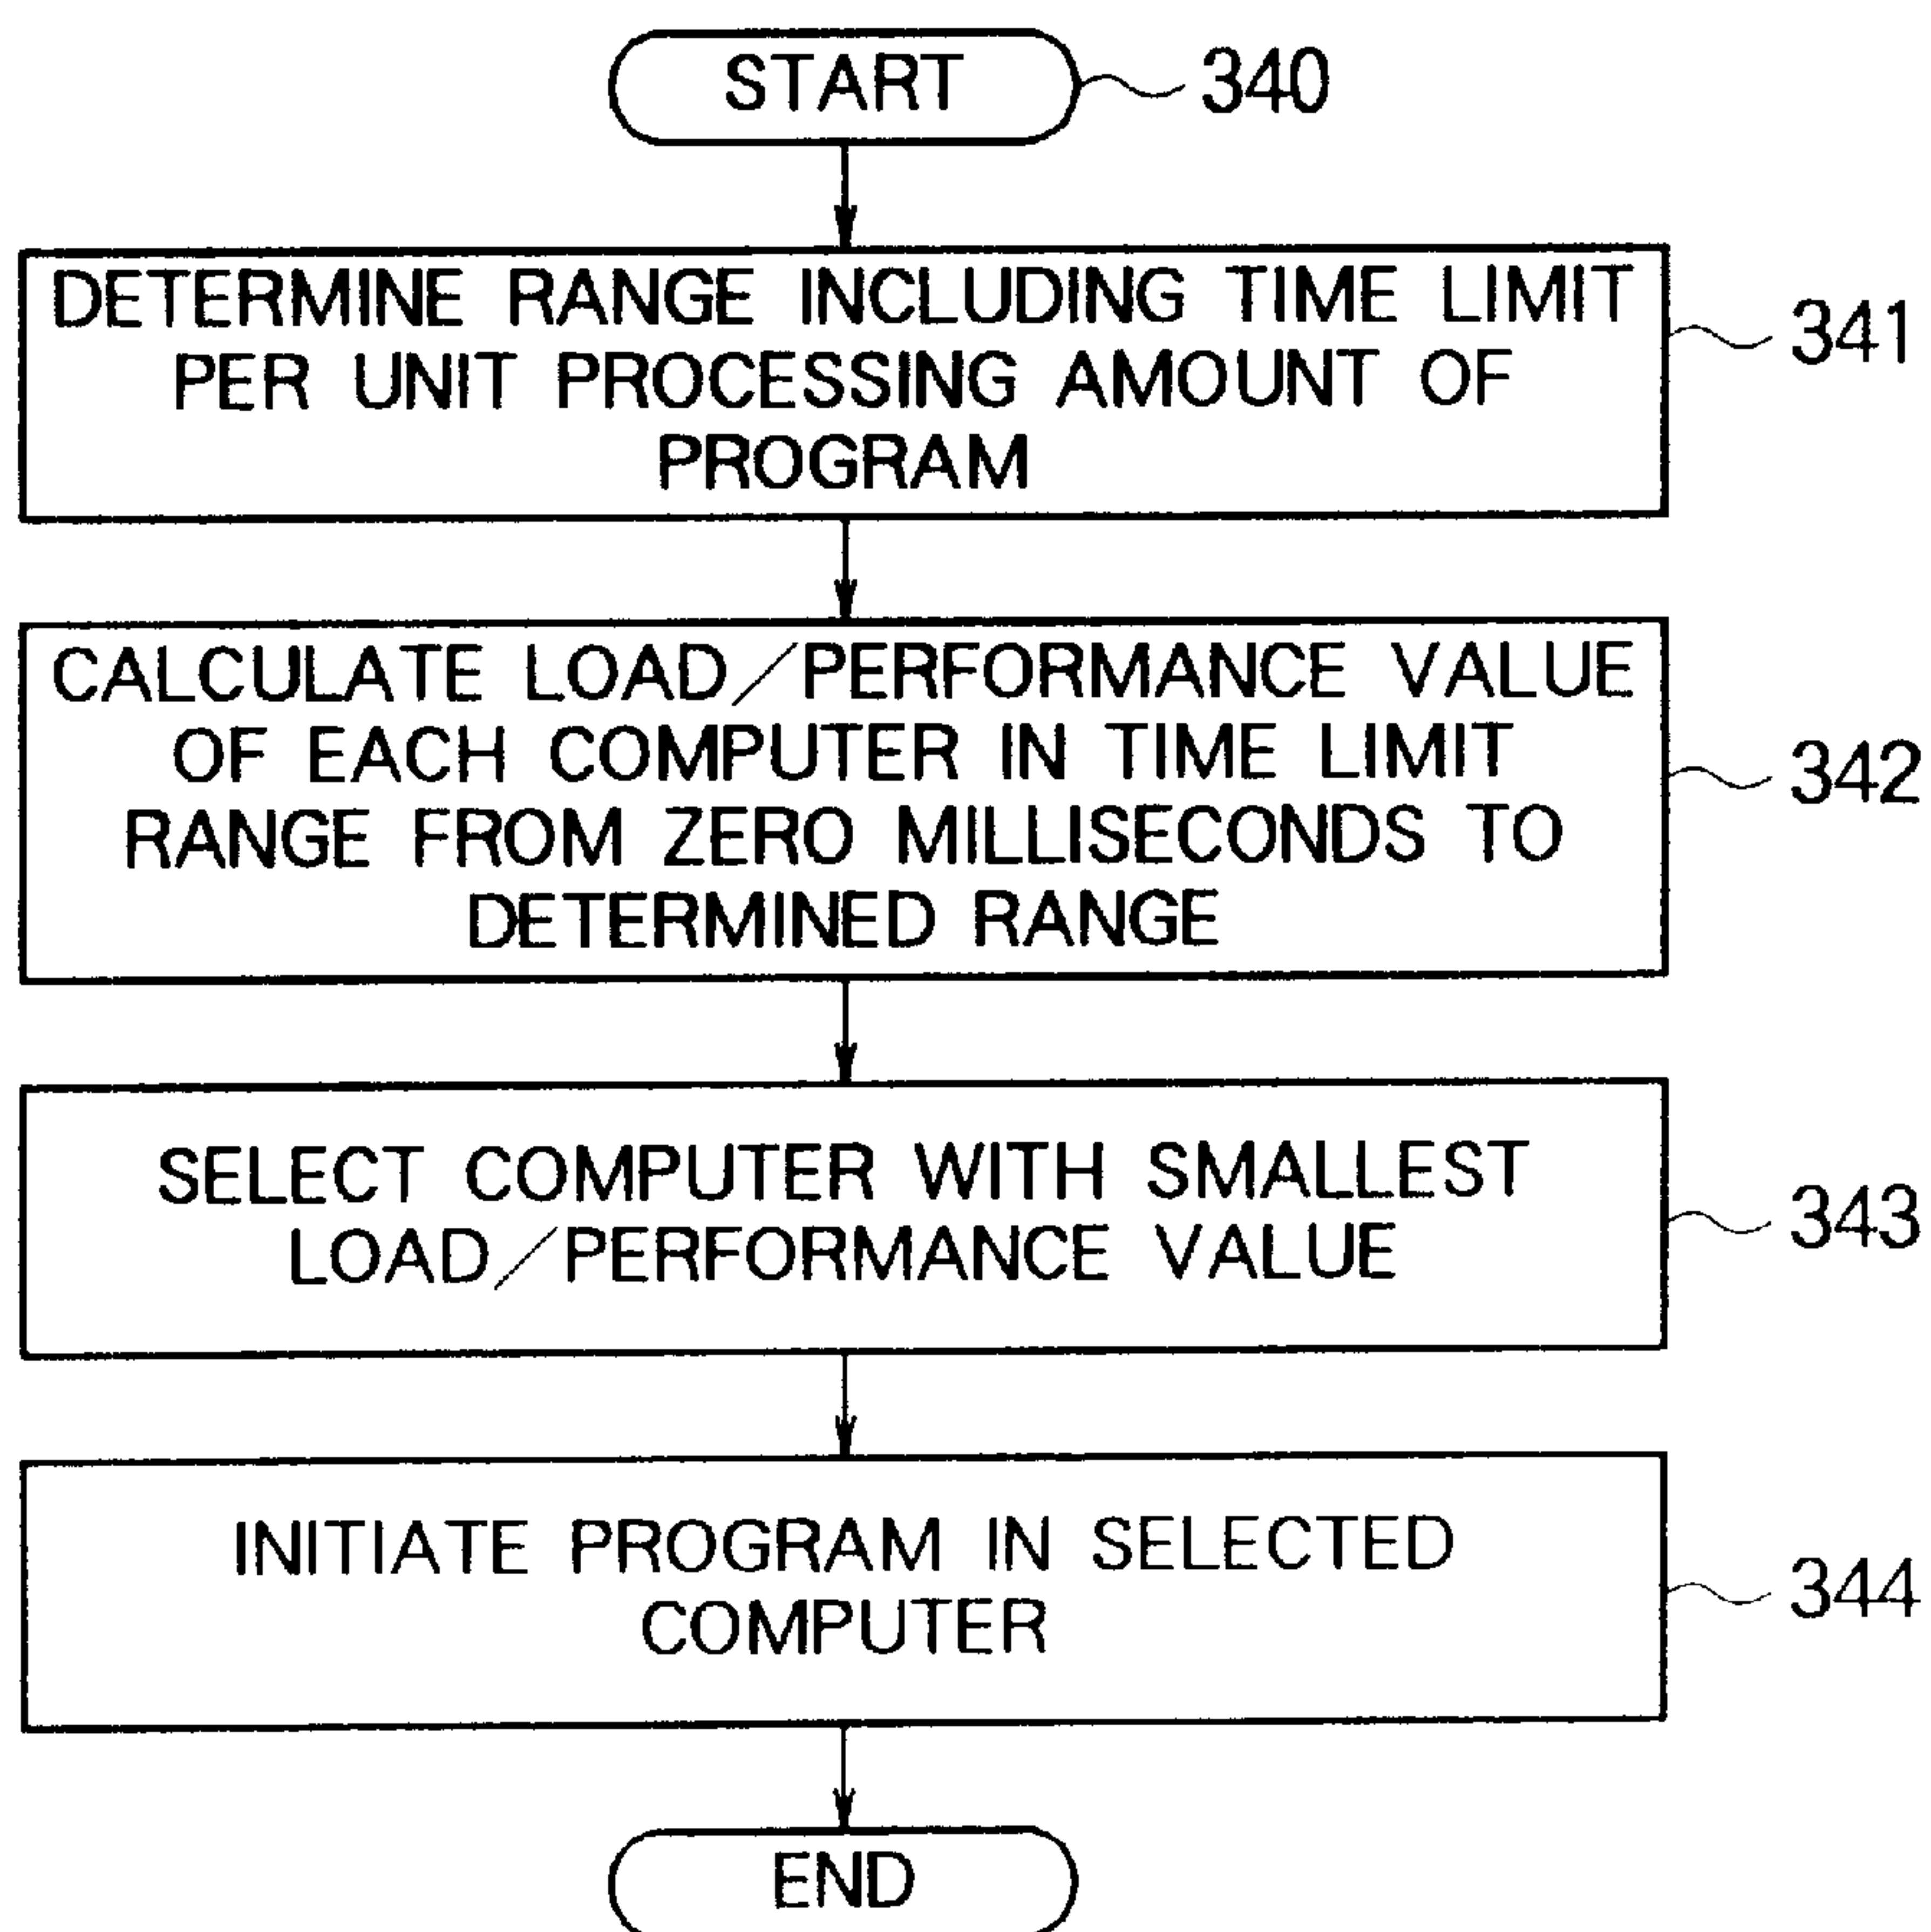 START
340
DETERMINE RANGE INCLUDING TIME LIMIT
PER UNIT PROCESSING AMOUNT OF
PROGRAM
341
CALCULATE LOAD/PERFORMANCE VALUE
OF EACH COMPUTER IN TIME LIMIT
RANGE FROM ZERO MILLISECONDS TO
DETERMINED RANGE
342
SELECT COMPUTER WITH SMALLEST
LOAD/PERFORMANCE VALUE
343
INITIATE PROGRAM IN SELECTED
COMPUTER
344
END